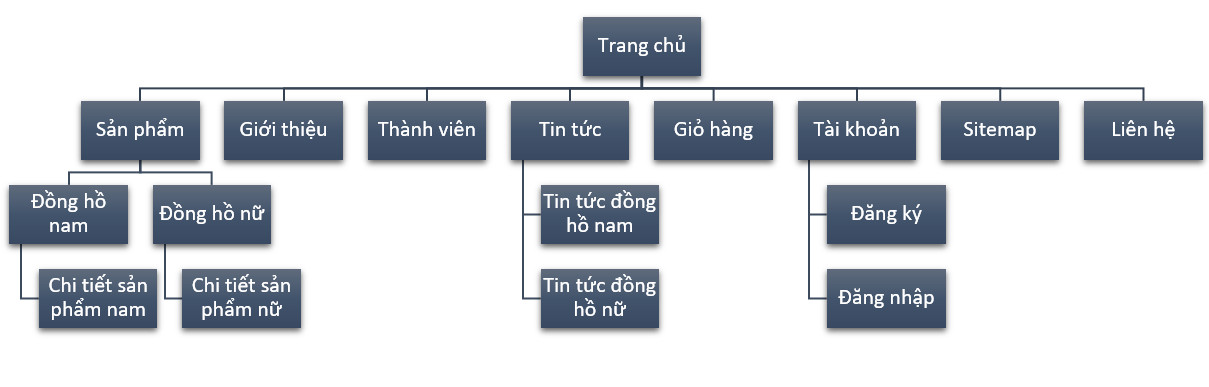 Trang chủ
Sản phẩm
Giới thiệu
Thành viên
Tin tức
Giỏ hàng
Tài khoản
Sitemap
Liên hệ
Đồng hồ
nam
Đồng hồ nữ
Tin tức đồng
hồ nam
Đăng ký
Chi tiết sản
phẩm nam
Chi tiết sản
phẩm nữ
Tin tức đồng
hồ nữ
Đăng nhập